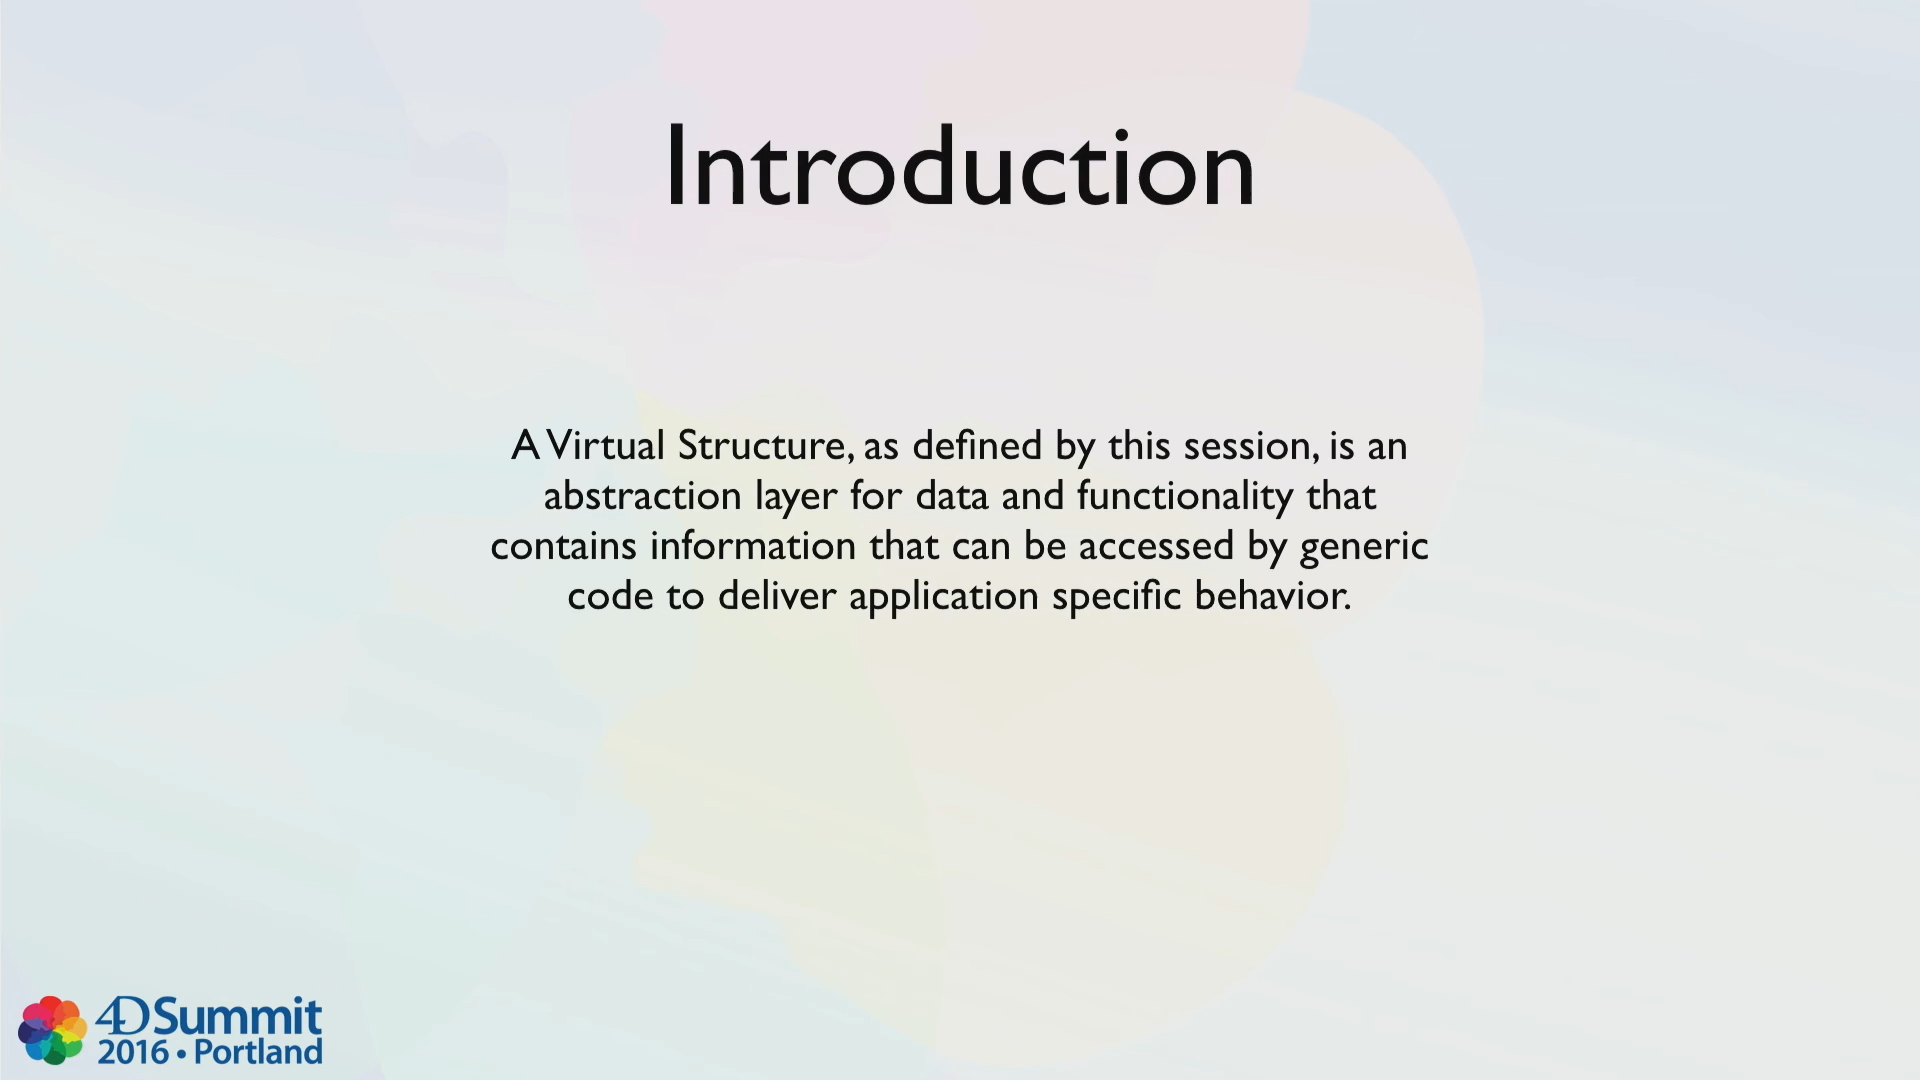 Introduction
A Virtual Structure, as defined by this session, is an
abstraction layer for data and functionality that
contains information that can be accessed by generic
code to deliver application specific behavior.
4D Summit
2016 • Portland